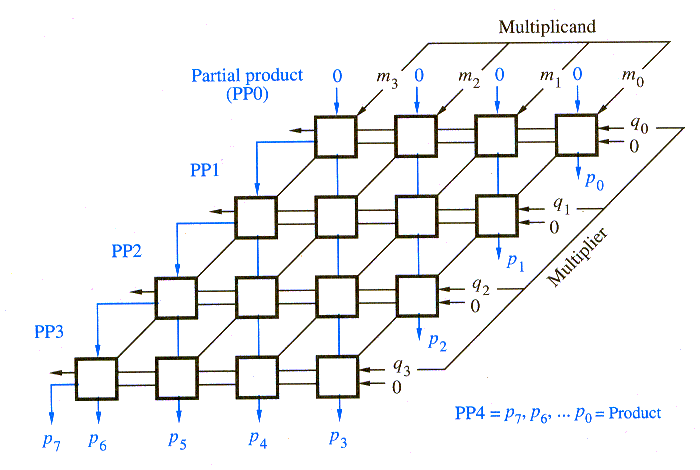 Multiplicand
Partial product
(PP0)
0 m3 0 m2 0 m1 0 m0
q0
0
PP1
p0
q1
0
PP2
p1
Multiplier
q2
0
PP3
p2
q3
0
PP4 = p7, p6, ... p0 = Product
p7 p6 p5 p4 p3